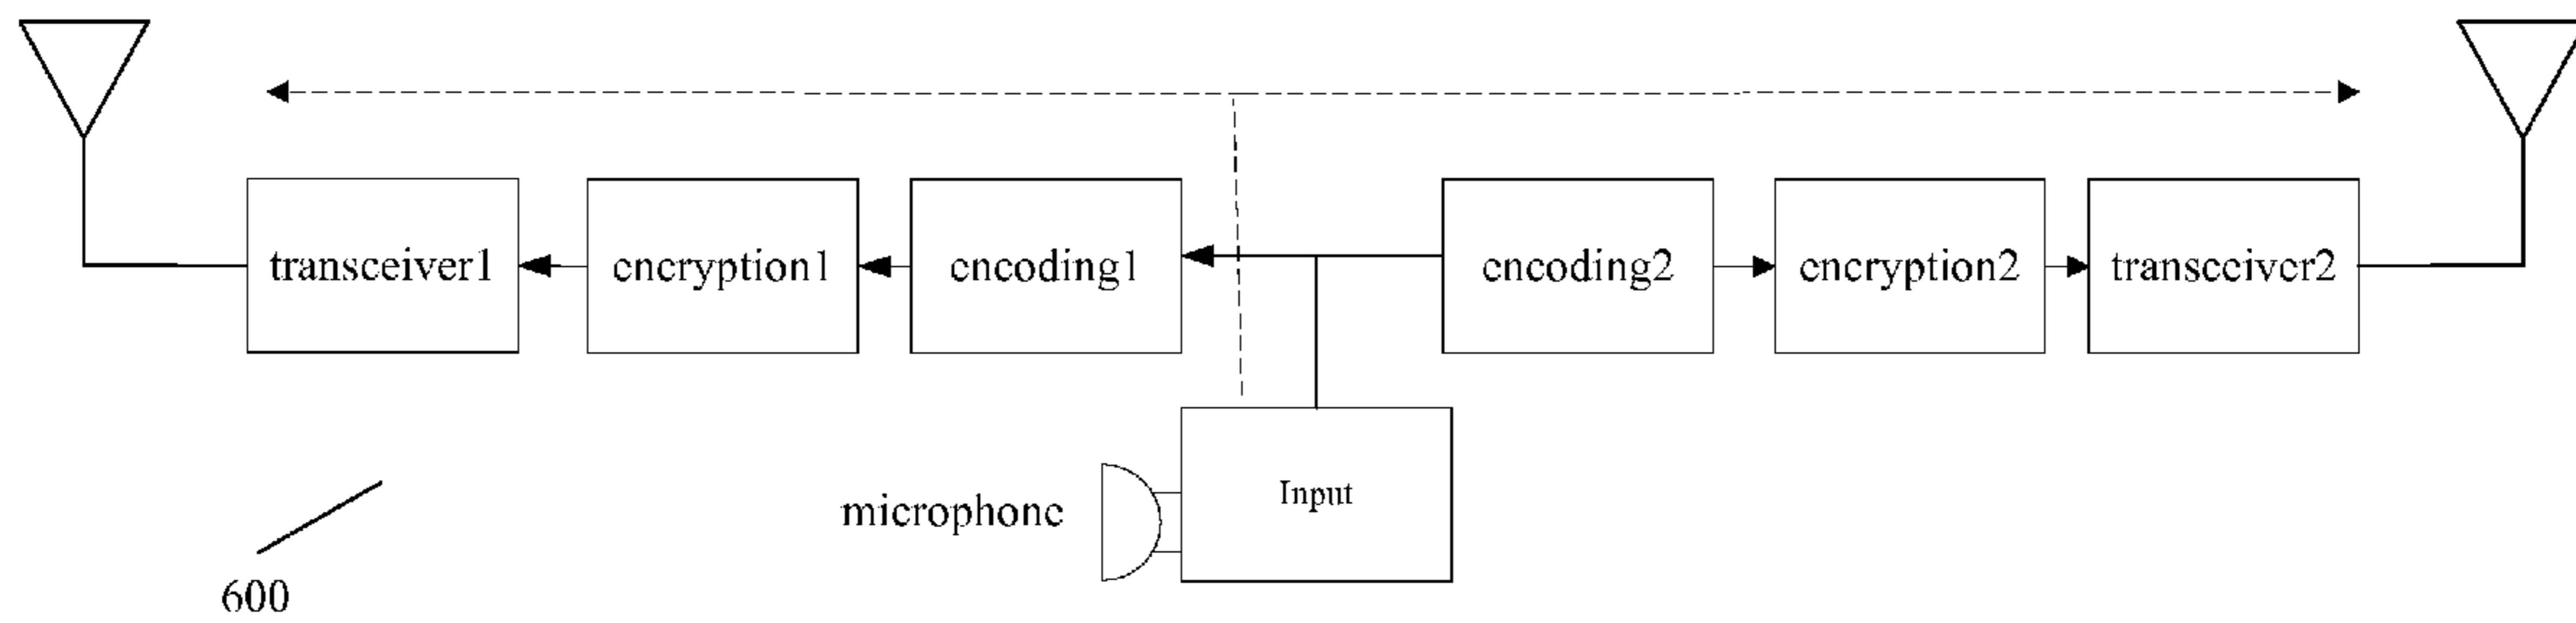 transceiver1
encryption1
encoding1
encoding2
encryption2
transceiver2
Input
microphone
600